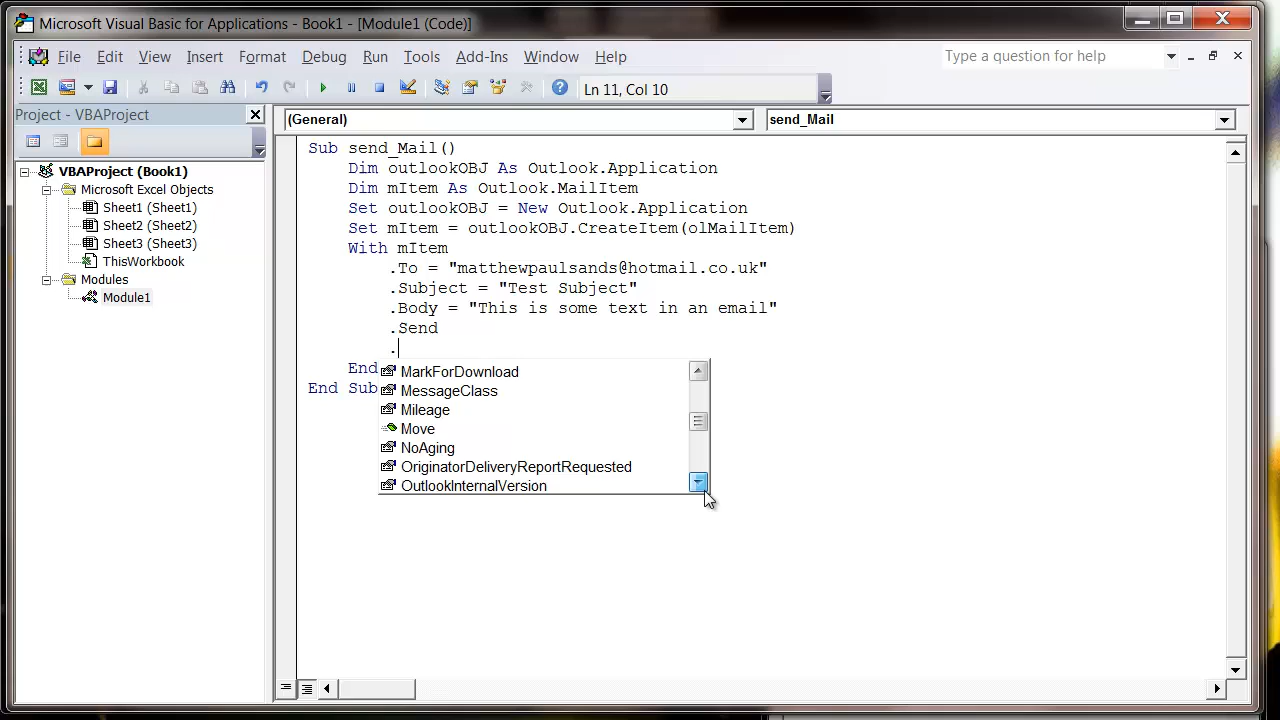 Microsoft Visual Basic for Applications - Book1 - [Module1 (Code)]
File Edit View Insert Format Debug Run Tools Add-Ins Window Help
Type a question for help
Ln 11, Col 10
Project - VBAProject
(General)
send_Mail
VBAProject (Book1)
Microsoft Excel Objects
Sheet1 (Sheet1)
Sheet2 (Sheet2)
Sheet3 (Sheet3)
ThisWorkbook
Modules
Module1
Sub send_Mail()
Dim outlookOBJ As Outlook.Application
Dim mItem As Outlook.MailItem
Set outlookOBJ = New Outlook.Application
Set mItem = outlookOBJ.CreateItem(olMailItem)
With mItem
.To = "matthewpaulsands@hotmail.co.uk"
.Subject = "Test Subject"
.Body = "This is some text in an email"
.Send
.
End
End Sub
MarkForDownload
MessageClass
Mileage
Move
NoAging
OriginatorDeliveryReportRequested
OutlookInternalVersion